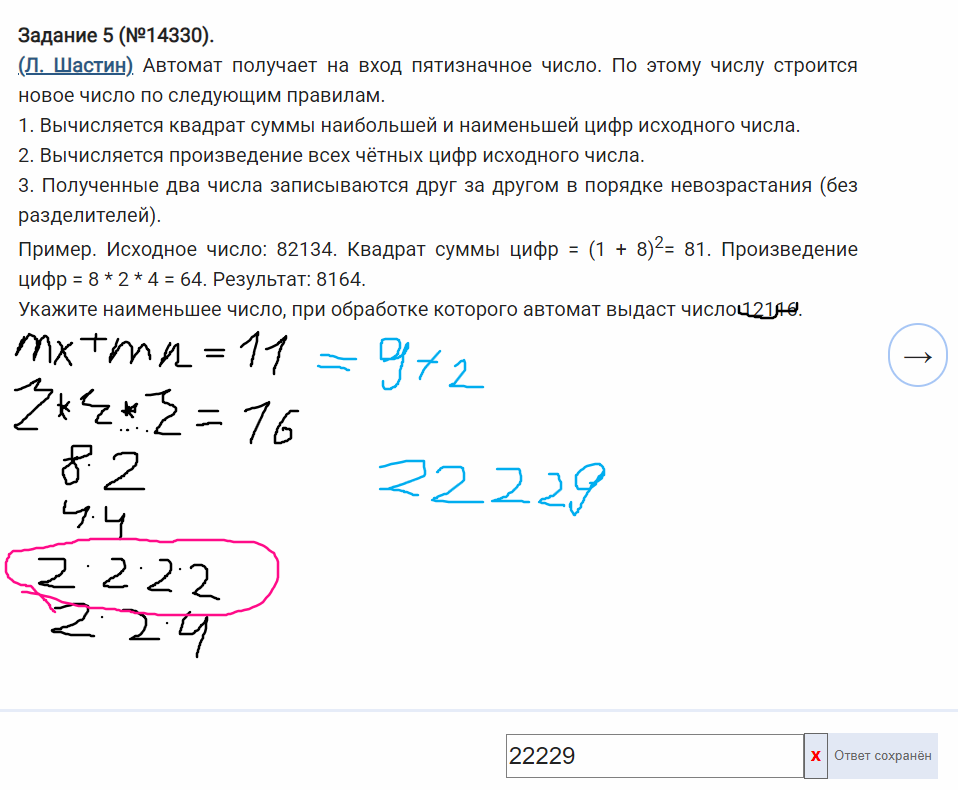 Задание 5 (№14330).
(Л. Шастин) Автомат получает на вход пятизначное число. По этому числу строится
новое число по следующим правилам.
1. Вычисляется квадрат суммы наибольшей и наименьшей цифр исходного числа.
2. Вычисляется произведение всех чётных цифр исходного числа.
3. Полученные два числа записываются друг за другом в порядке невозрастания (без
разделителей).
Пример. Исходное число: 82134. Квадрат суммы цифр = (1 + 8)²= 81. Произведение
цифр = 8 * 2 * 4 = 64. Результат: 8164.
Укажите наименьшее число, при обработке которого автомат выдаст число 12116.
mx+mn = 11 = 9+2
2*2*...2 = 16
8·2
22229
4·4
2·2·2·2
2·2·4
→
22229 x Ответ сохранён